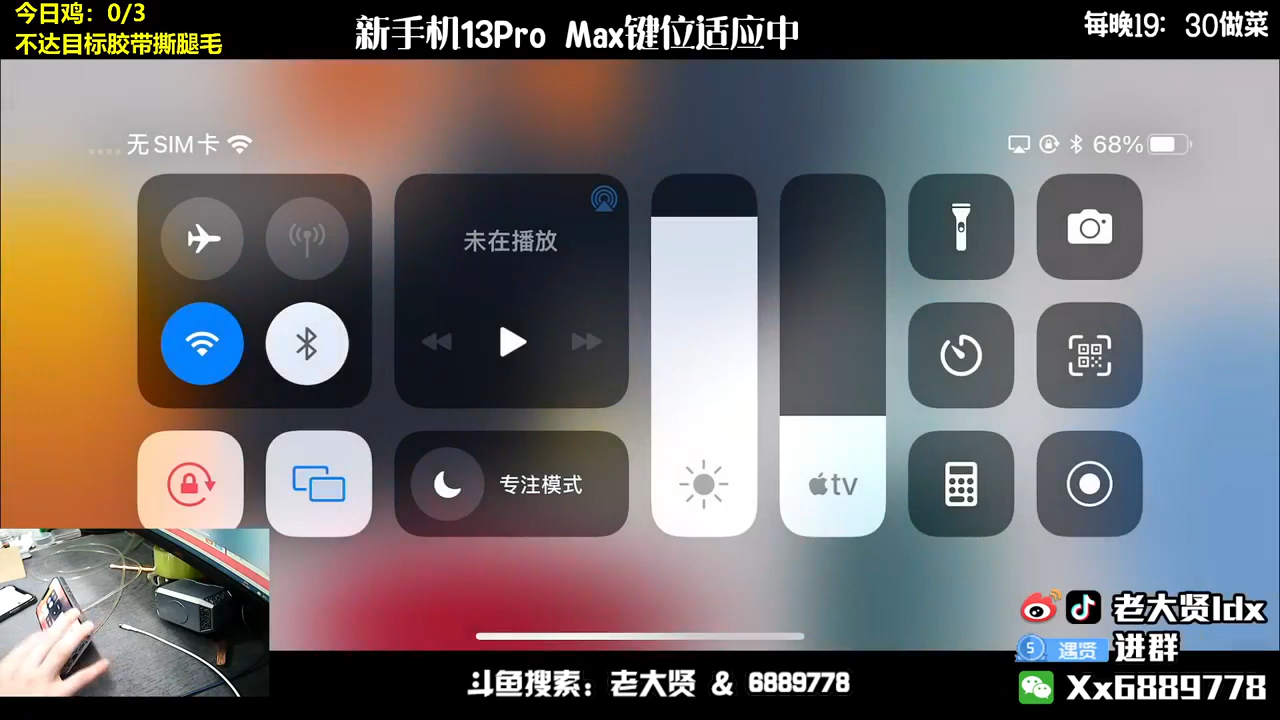 今日鸡：0/3
不达目标胶带撕腿毛
新手机13Pro Max键位适应中
每晚19：30做菜
无SIM卡
68%
未在播放
专注模式
tv
老大贤ldx
5 遇贤 进群
Xx6889778
斗鱼搜索：老大贤 & 6889778